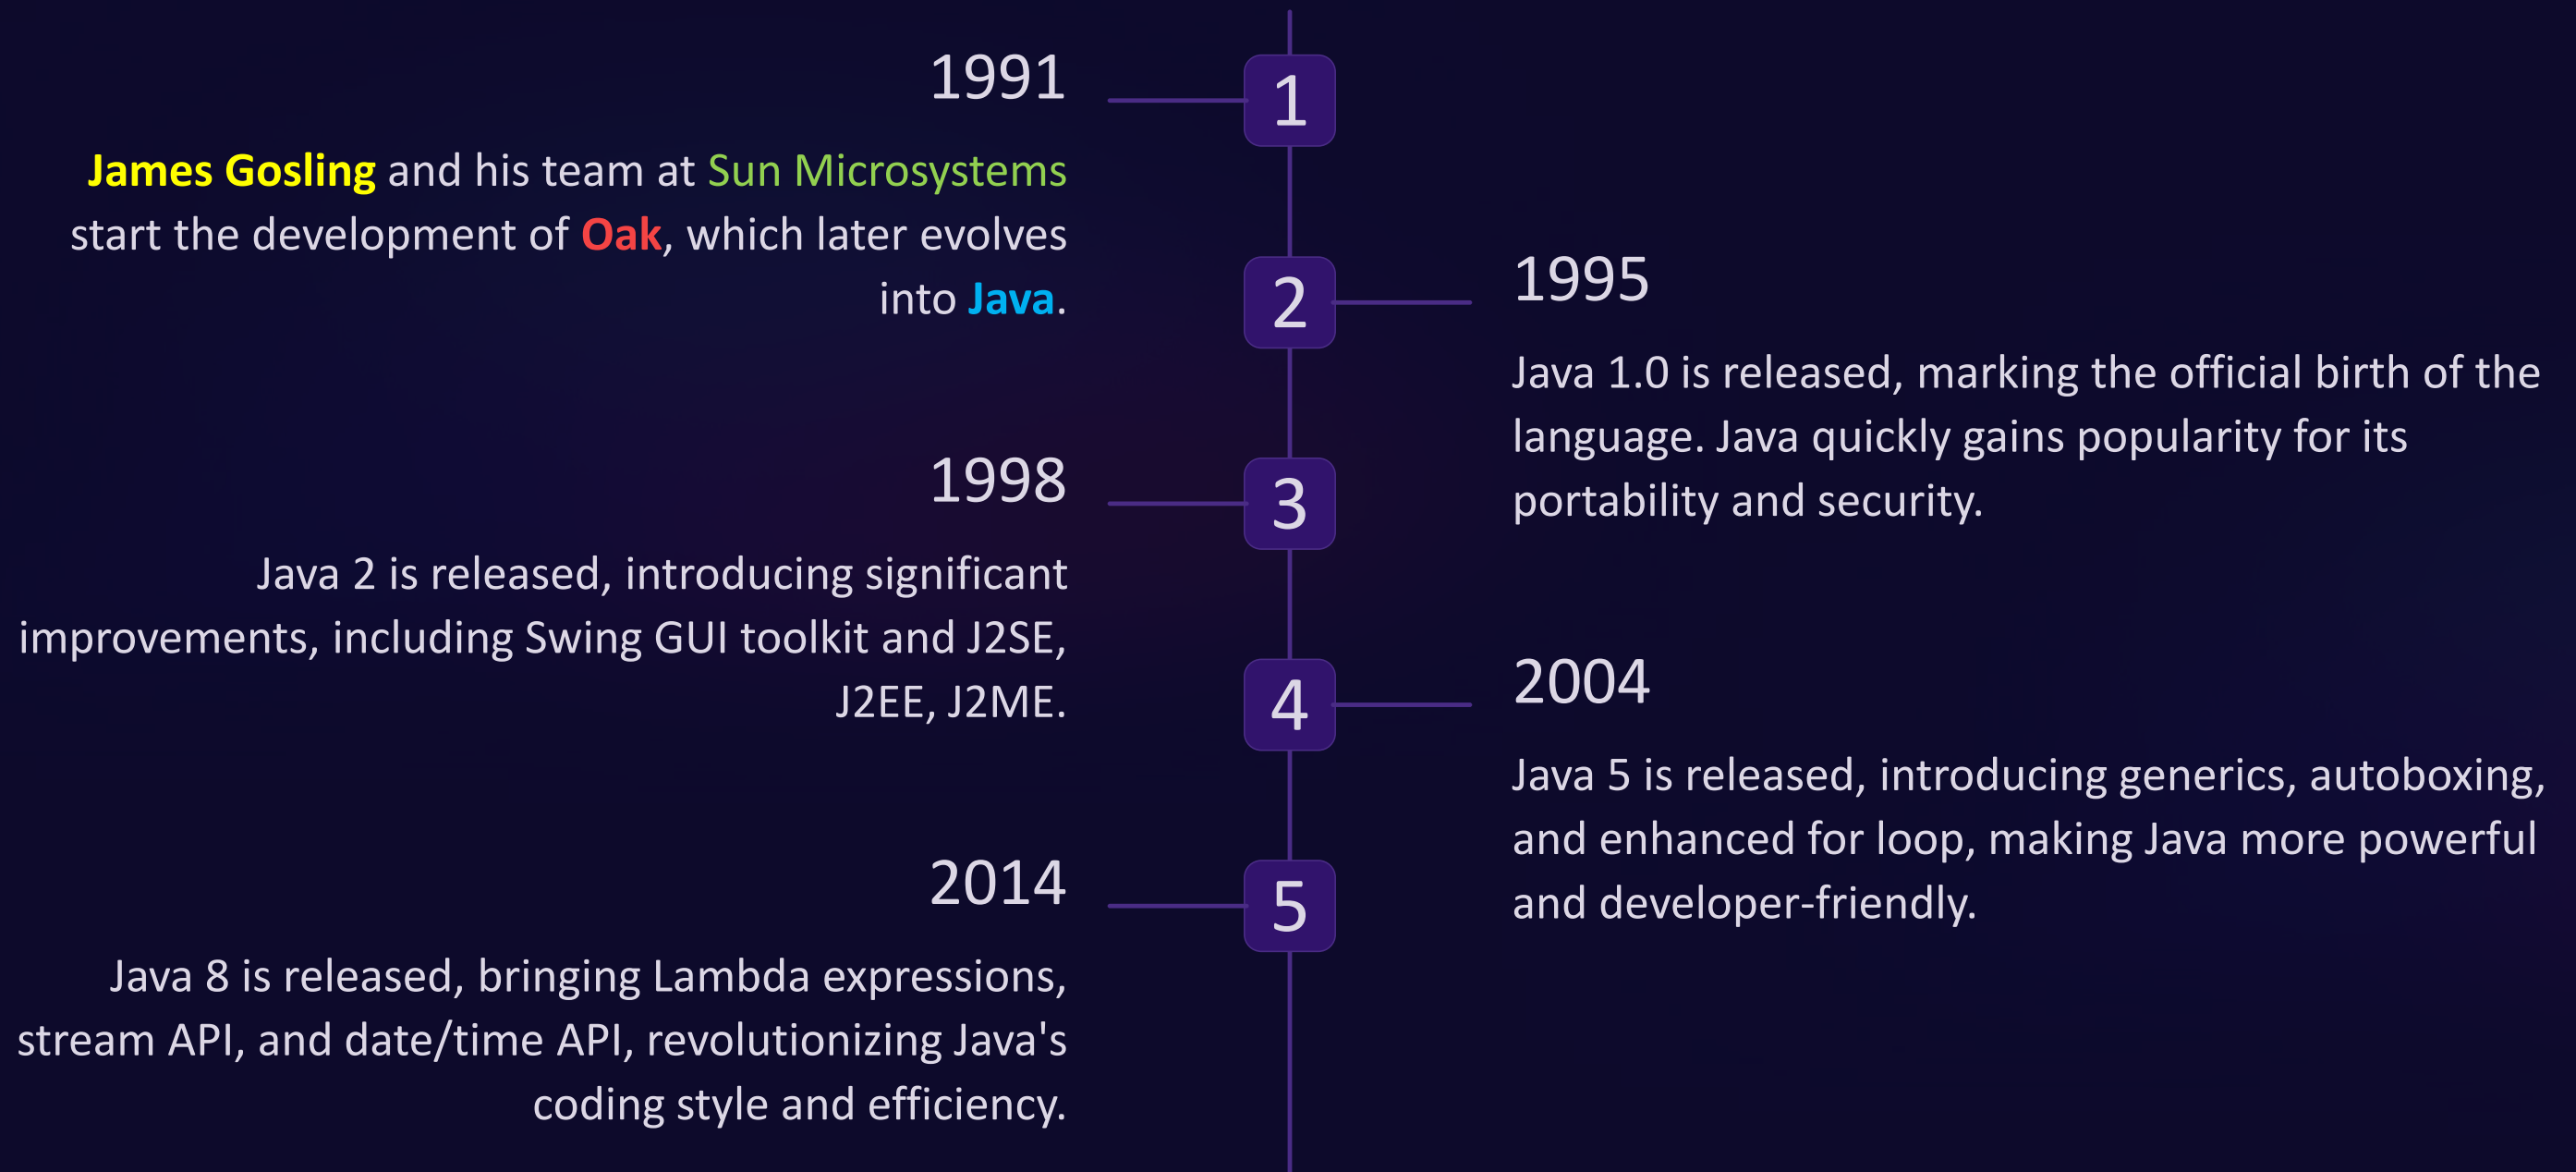 1991
1
James Gosling and his team at Sun Microsystems
start the development of Oak, which later evolves
into Java.
1995
2
Java 1.0 is released, marking the official birth of the
language. Java quickly gains popularity for its
portability and security.
1998
3
Java 2 is released, introducing significant
improvements, including Swing GUI toolkit and J2SE,
J2EE, J2ME.
2004
4
Java 5 is released, introducing generics, autoboxing,
and enhanced for loop, making Java more powerful
and developer-friendly.
2014
5
Java 8 is released, bringing Lambda expressions,
stream API, and date/time API, revolutionizing Java's
coding style and efficiency.